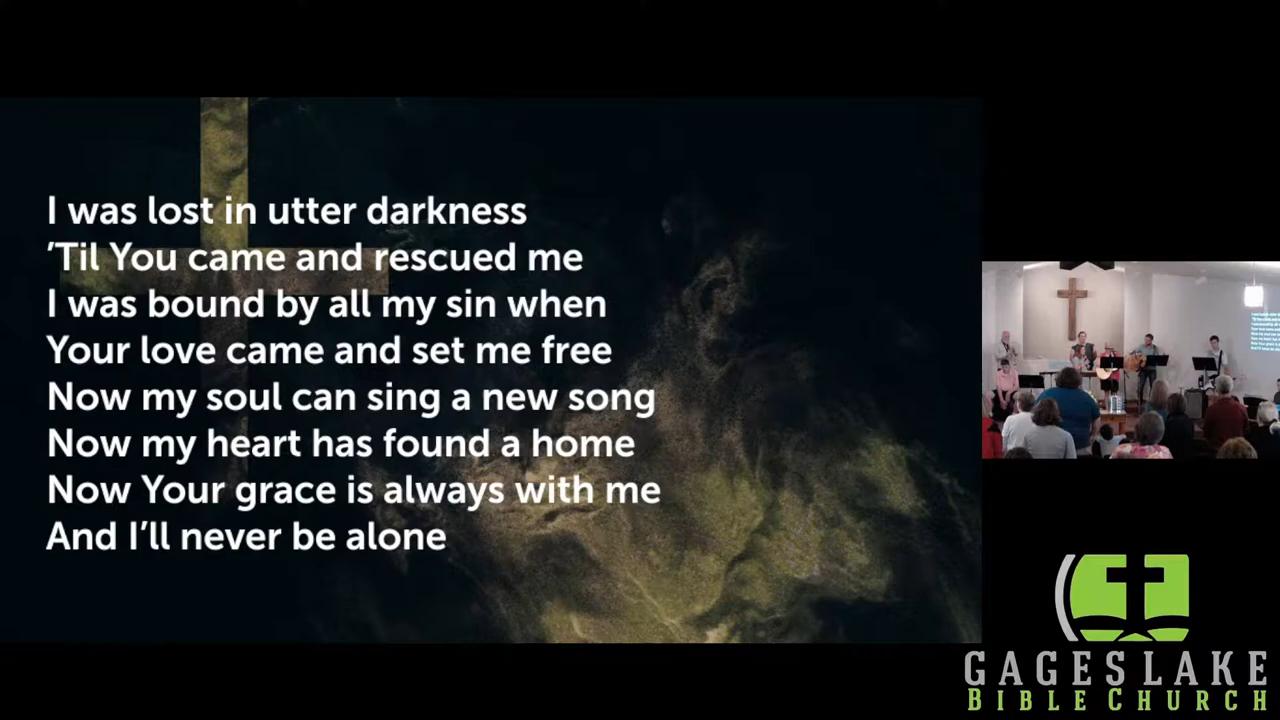 I was lost in utter darkness
’Til You came and rescued me
I was bound by all my sin when
Your love came and set me free
Now my soul can sing a new song
Now my heart has found a home
Now Your grace is always with me
And I’ll never be alone
GAGESLAKE
BIBLE CHURCH